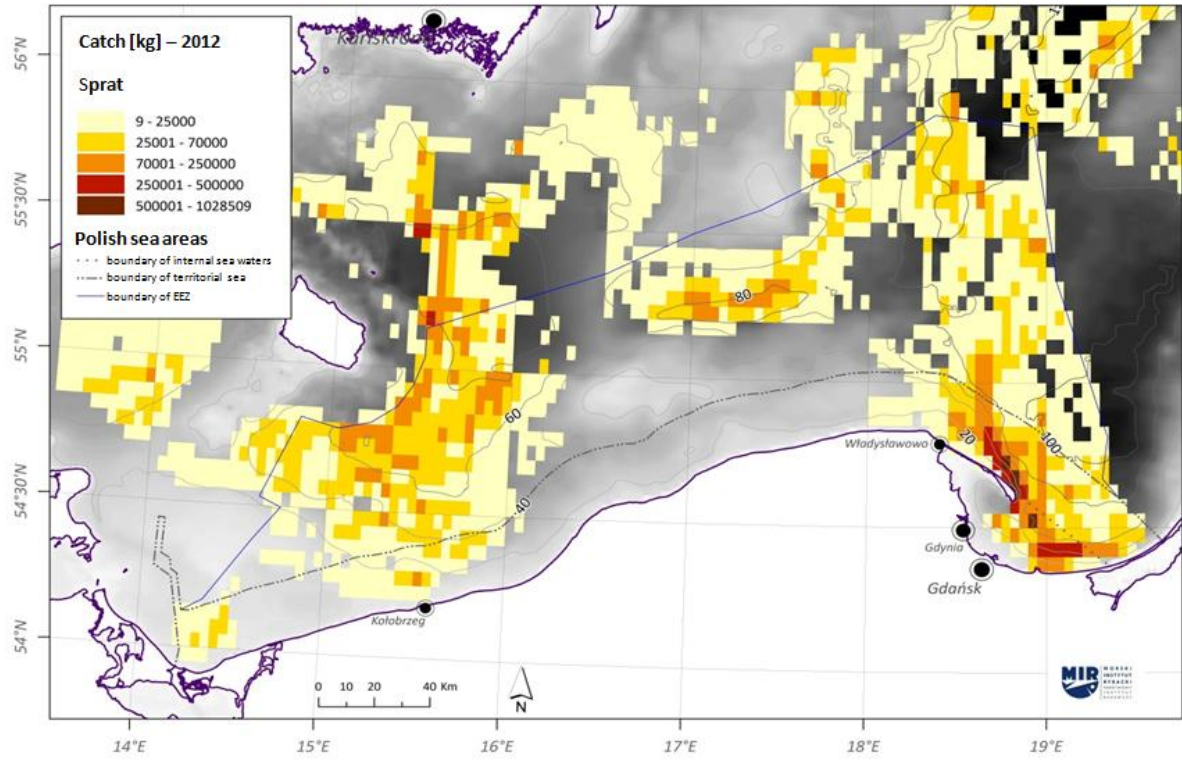 Catch [kg] – 2012
Sprat
9 - 25000
25001 - 70000
70001 - 250000
250001 - 500000
500001 - 1028509
Polish sea areas
boundary of internal sea waters
boundary of territorial sea
boundary of EEZ
56°N
55°30'N
55°N
54°30'N
54°N
80
60
40
20
100
Władysławowo
Gdynia
Gdańsk
Kołobrzeg
0 10 20 40 Km
N
MIR
MORSKI
INSTYTUT
RYBACKI
14°E 15°E 16°E 17°E 18°E 19°E